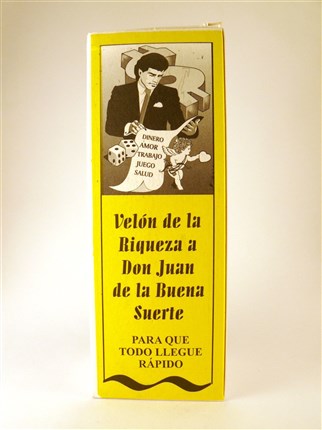 DINERO
AMOR
TRABAJO
JUEGO
SALUD
Velón de la
Riqueza a
Don Juan
de la Buena
Suerte
PARA QUE
TODO LLEGUE
RÁPIDO